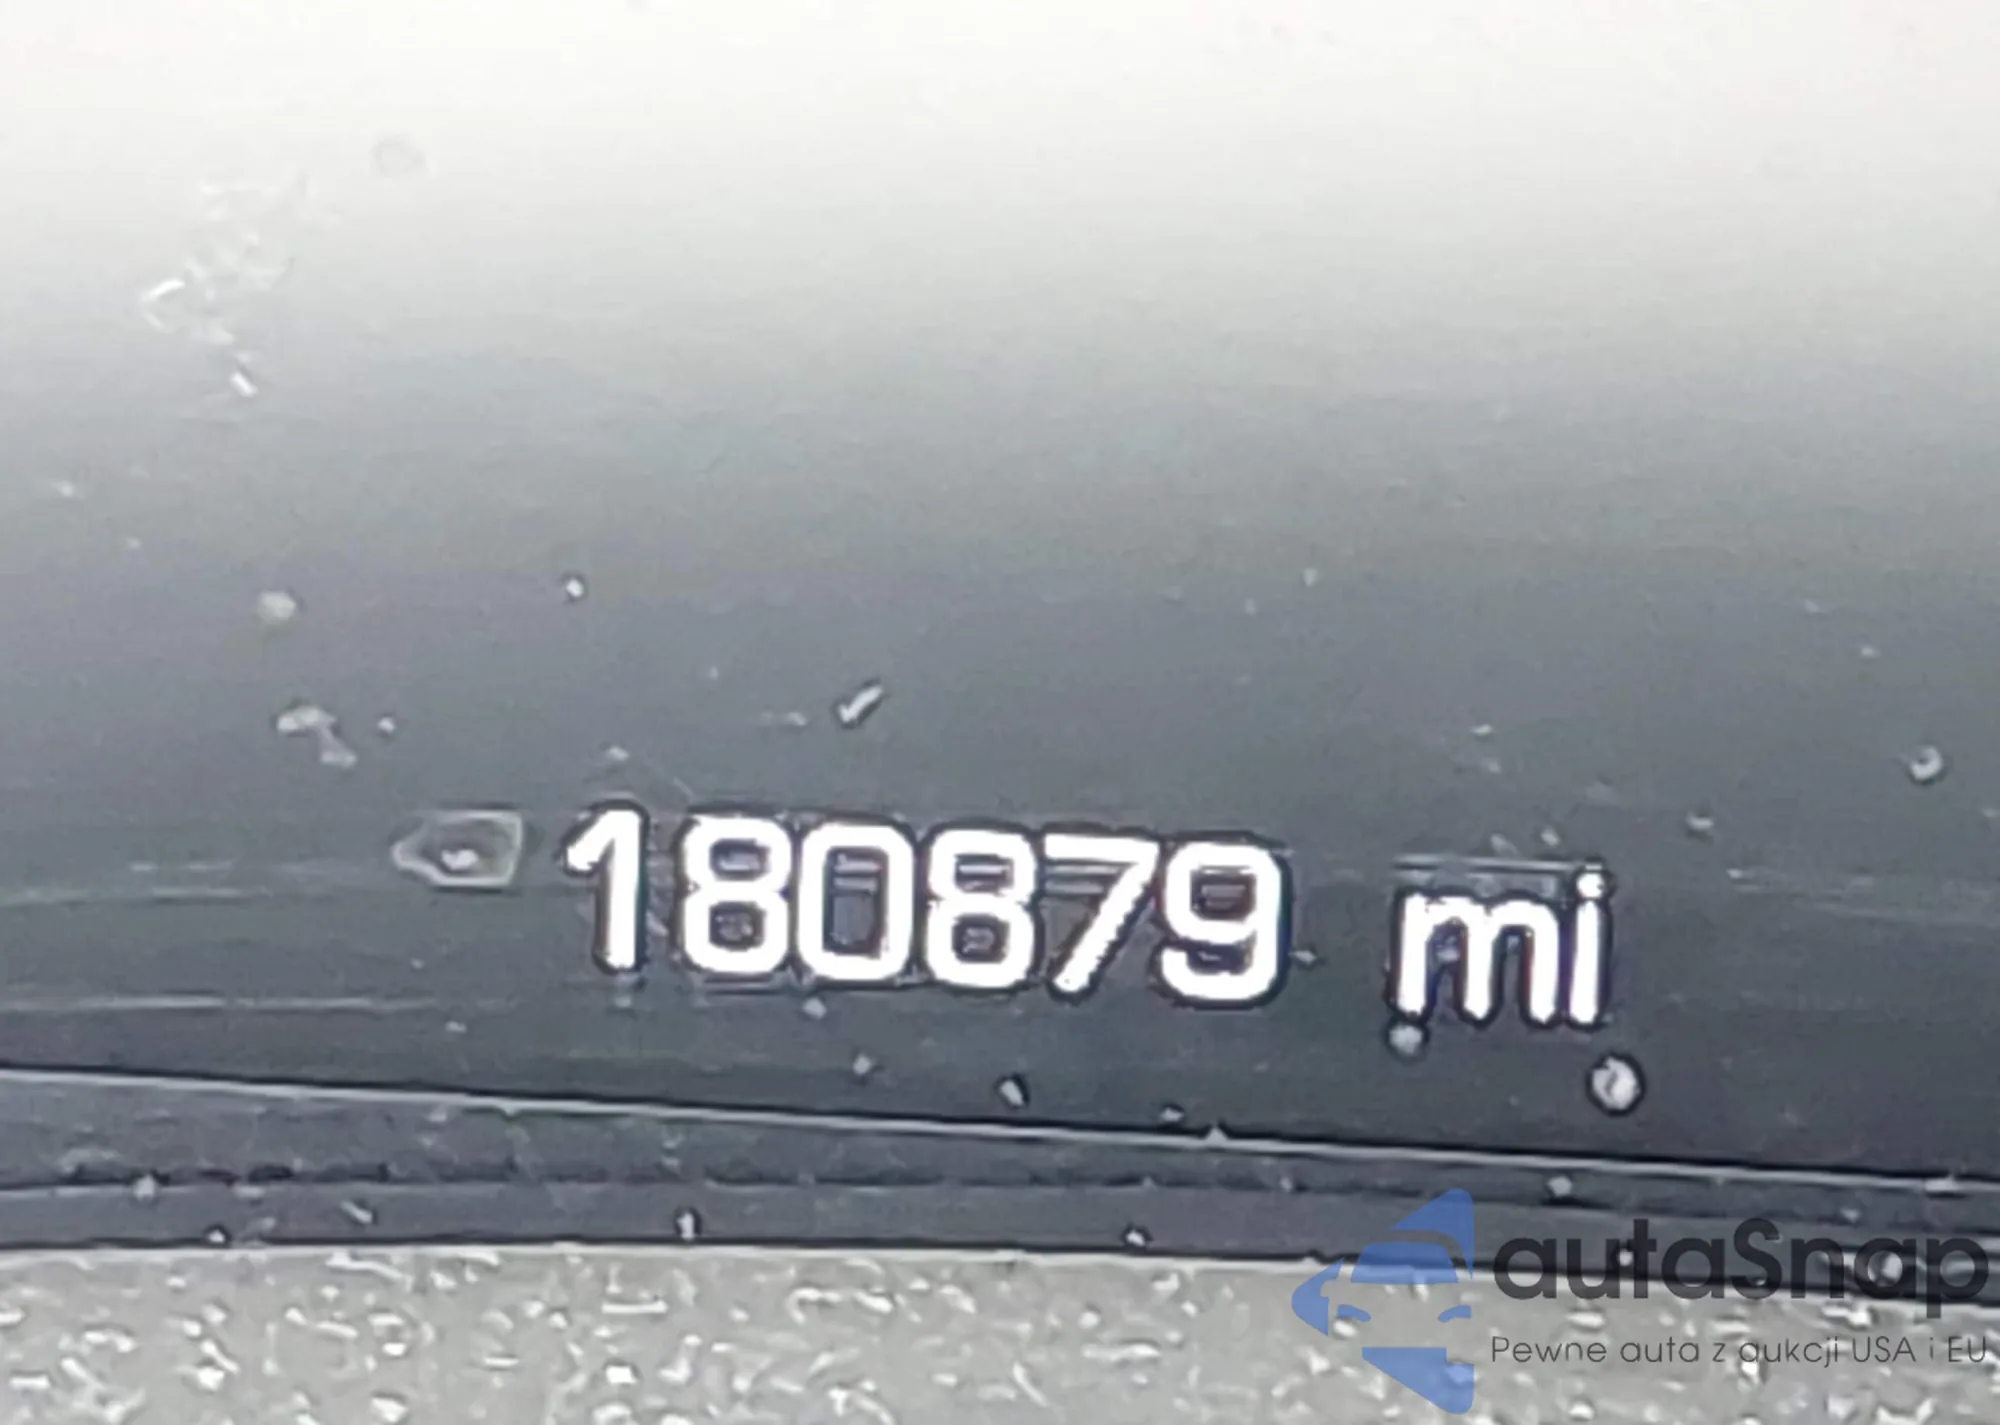 180879 mi
autaSnap
Pewne auta z aukcji USA i EU